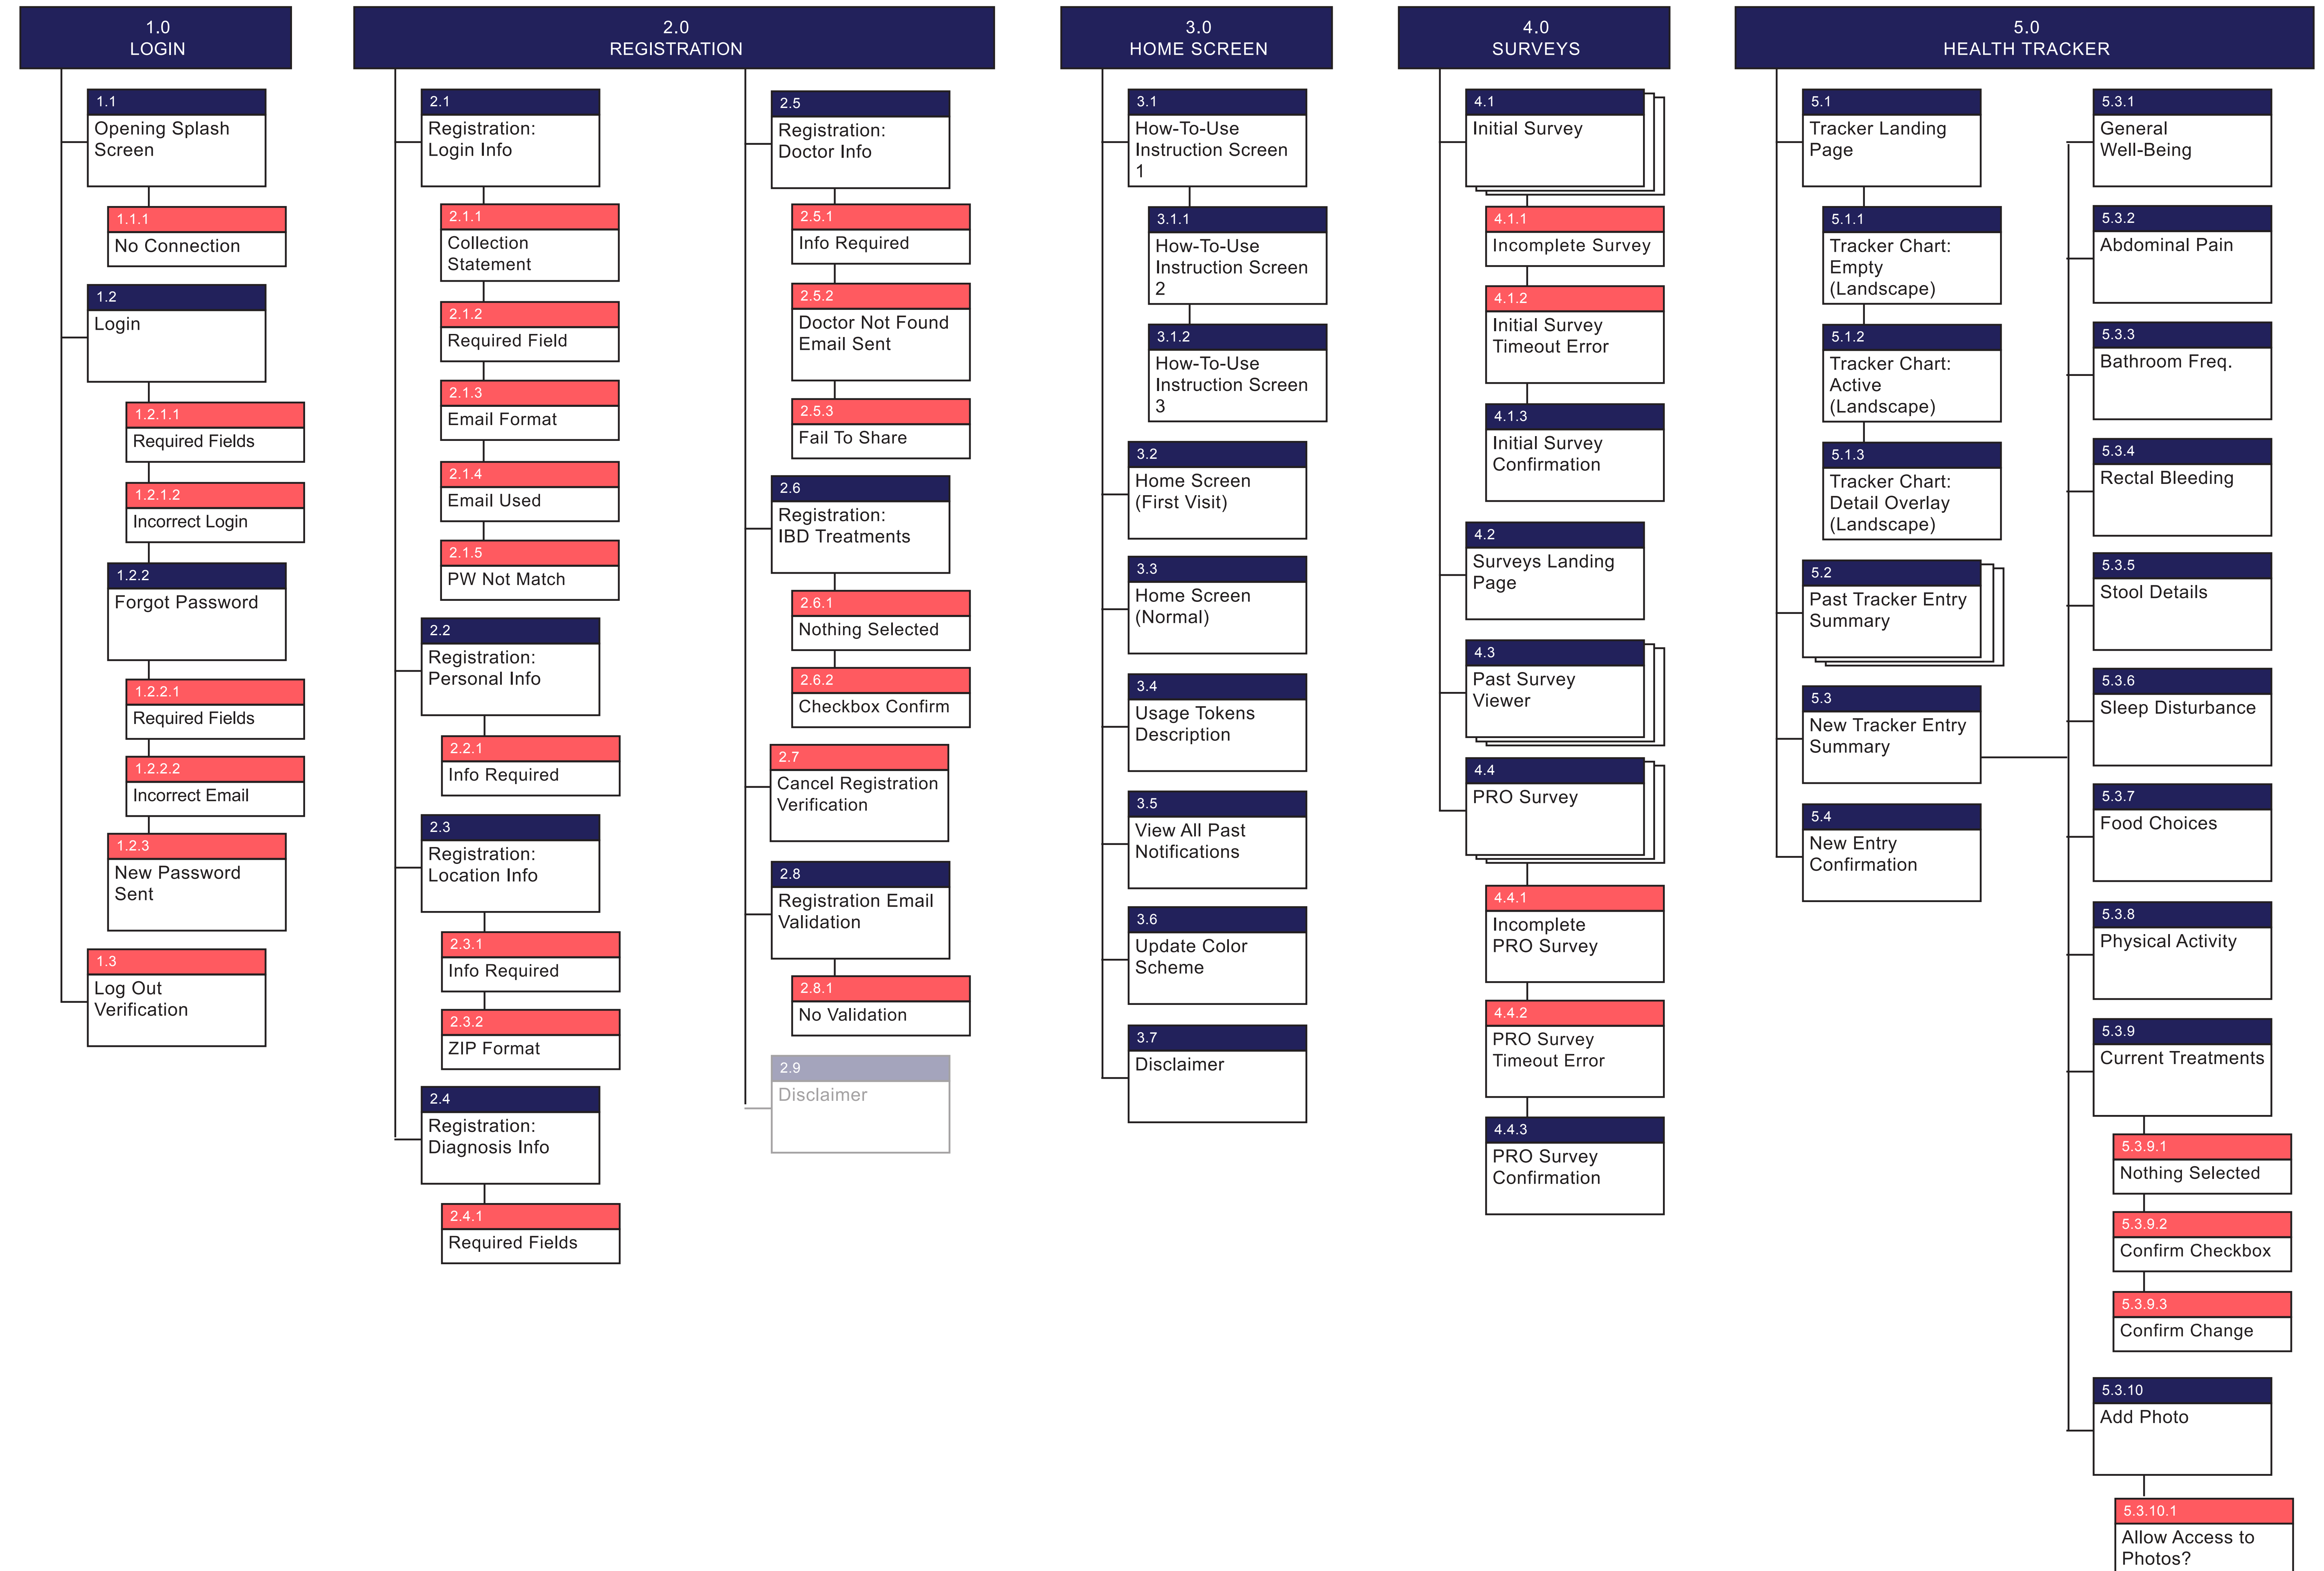 1.0
LOGIN
1.1
Opening Splash
Screen
1.1.1
No Connection
1.2
Login
1.2.1.1
Required Fields
1.2.1.2
Incorrect Login
1.2.2
Forgot Password
1.2.2.1
Required Fields
1.2.2.2
Incorrect Email
1.2.3
New Password
Sent
1.3
Log Out
Verification
2.0
REGISTRATION
2.1
Registration:
Login Info
2.1.1
Collection
Statement
2.1.2
Required Field
2.1.3
Email Format
2.1.4
Email Used
2.1.5
PW Not Match
2.2
Registration:
Personal Info
2.2.1
Info Required
2.3
Registration:
Location Info
2.3.1
Info Required
2.3.2
ZIP Format
2.4
Registration:
Diagnosis Info
2.4.1
Required Fields
2.5
Registration:
Doctor Info
2.5.1
Info Required
2.5.2
Doctor Not Found
Email Sent
2.5.3
Fail To Share
2.6
Registration:
IBD Treatments
2.6.1
Nothing Selected
2.6.2
Checkbox Confirm
2.7
Cancel Registration
Verification
2.8
Registration Email
Validation
2.8.1
No Validation
2.9
Disclaimer
3.0
HOME SCREEN
3.1
How-To-Use
Instruction Screen
1
3.1.1
How-To-Use
Instruction Screen
2
3.1.2
How-To-Use
Instruction Screen
3
3.2
Home Screen
(First Visit)
3.3
Home Screen
(Normal)
3.4
Usage Tokens
Description
3.5
View All Past
Notifications
3.6
Update Color
Scheme
3.7
Disclaimer
4.0
SURVEYS
4.1
Initial Survey
4.1.1
Incomplete Survey
4.1.2
Initial Survey
Timeout Error
4.1.3
Initial Survey
Confirmation
4.2
Surveys Landing
Page
4.3
Past Survey
Viewer
4.4
PRO Survey
4.4.1
Incomplete
PRO Survey
4.4.2
PRO Survey
Timeout Error
4.4.3
PRO Survey
Confirmation
5.0
HEALTH TRACKER
5.1
Tracker Landing
Page
5.1.1
Tracker Chart:
Empty
(Landscape)
5.1.2
Tracker Chart:
Active
(Landscape)
5.1.3
Tracker Chart:
Detail Overlay
(Landscape)
5.2
Past Tracker Entry
Summary
5.3
New Tracker Entry
Summary
5.4
New Entry
Confirmation
5.3.1
General
Well-Being
5.3.2
Abdominal Pain
5.3.3
Bathroom Freq.
5.3.4
Rectal Bleeding
5.3.5
Stool Details
5.3.6
Sleep Disturbance
5.3.7
Food Choices
5.3.8
Physical Activity
5.3.9
Current Treatments
5.3.9.1
Nothing Selected
5.3.9.2
Confirm Checkbox
5.3.9.3
Confirm Change
5.3.10
Add Photo
5.3.10.1
Allow Access to
Photos?